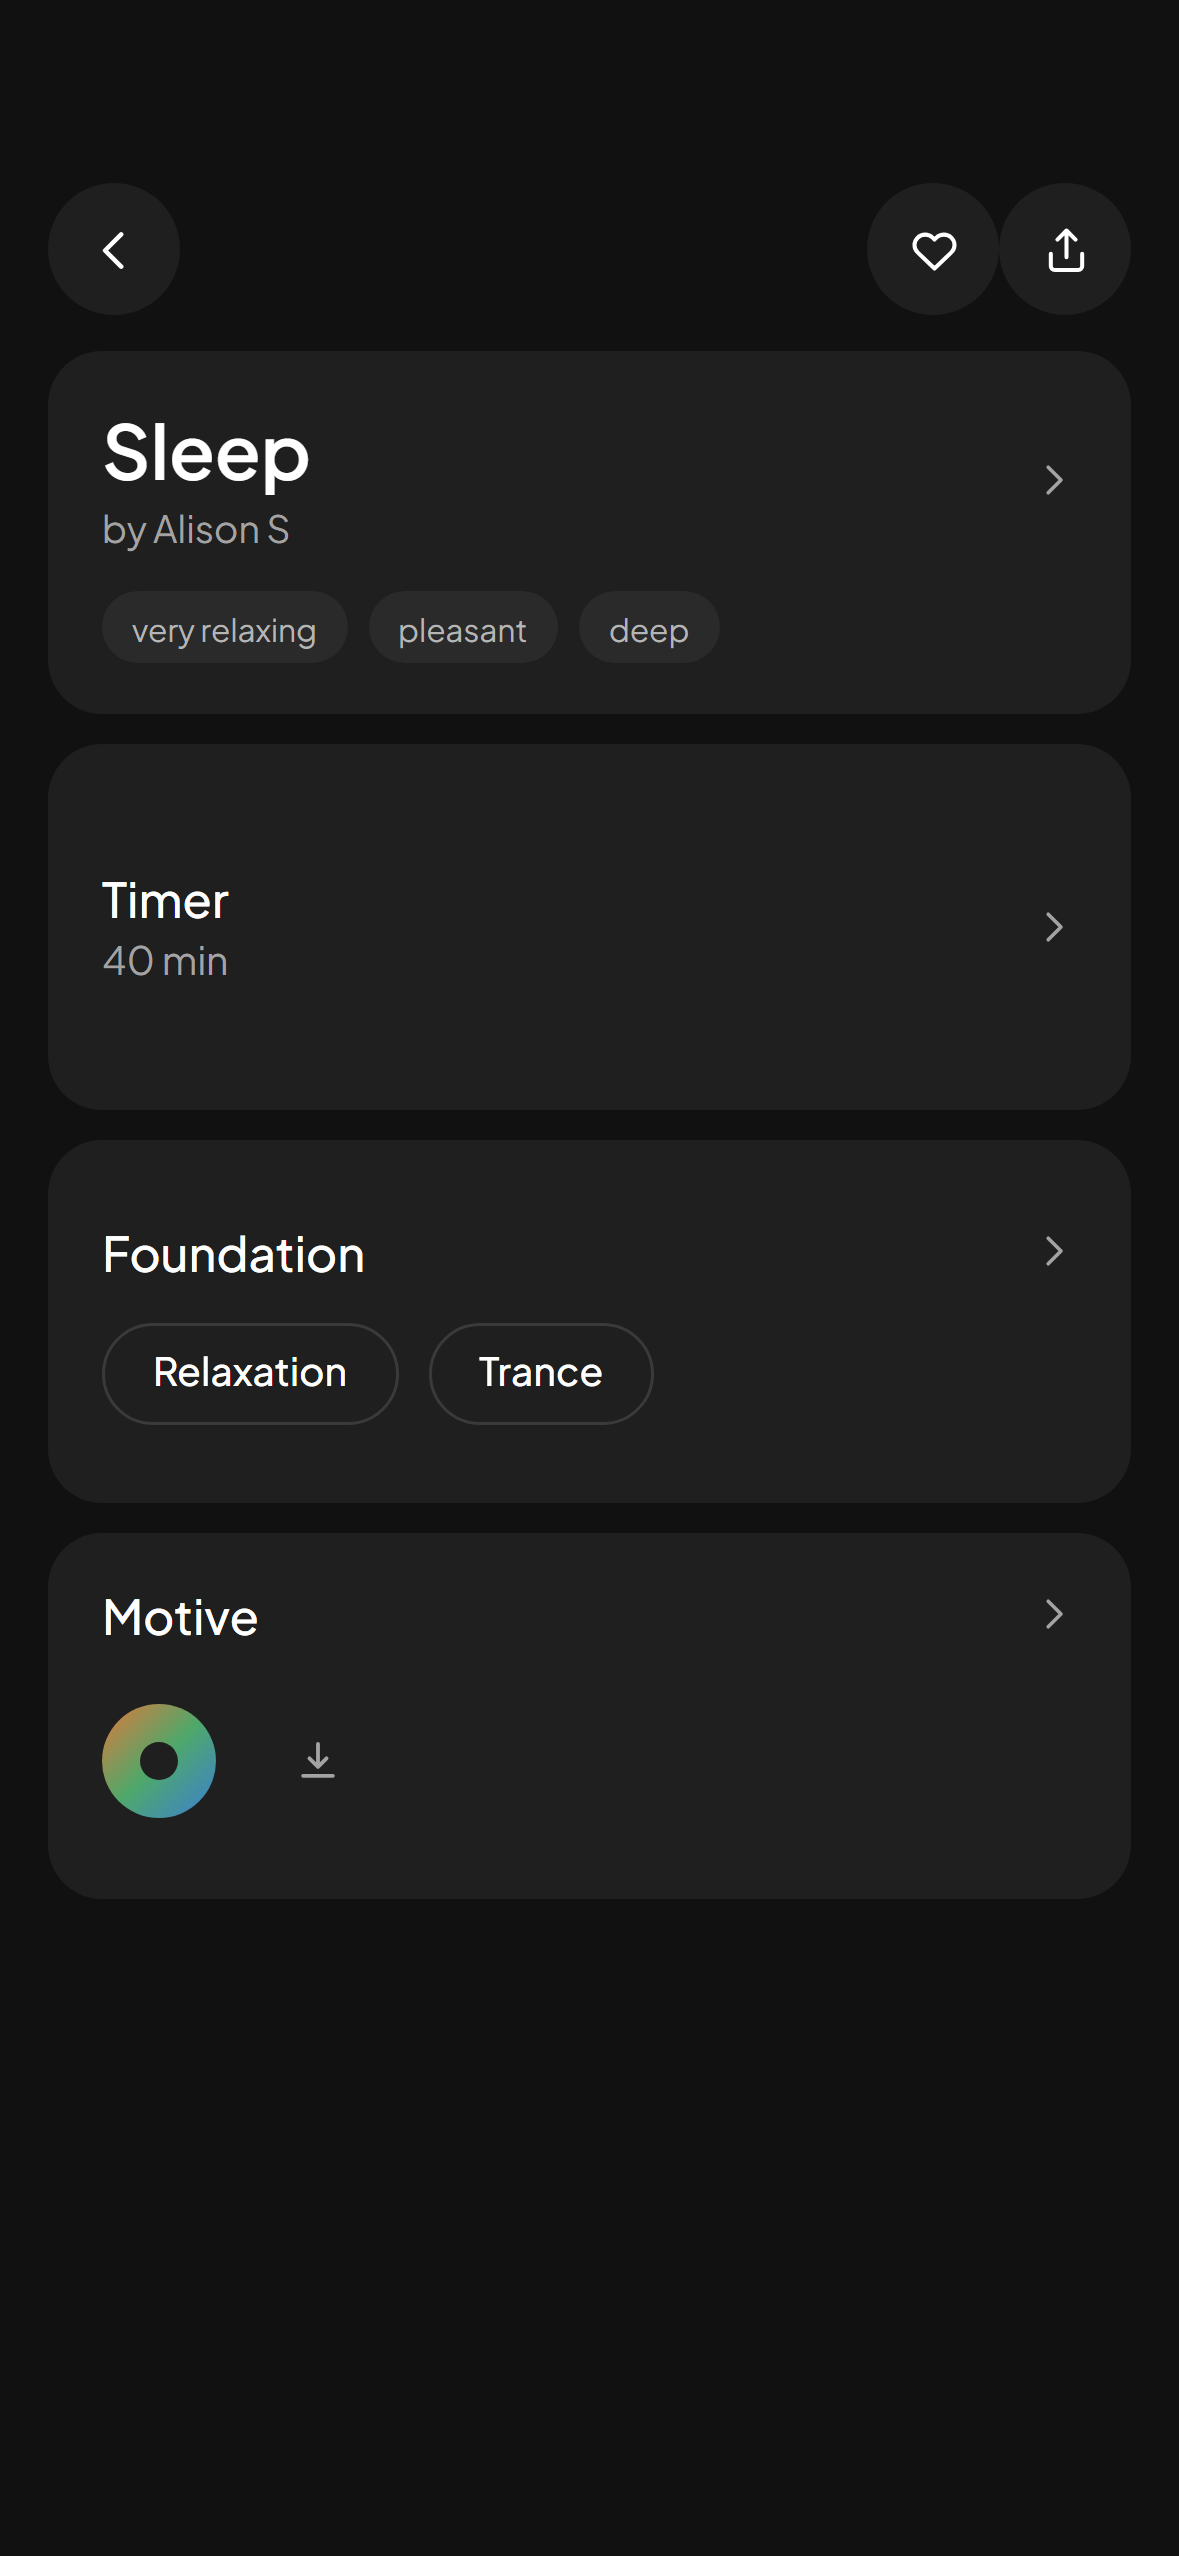 Sleep
by Alison S
very relaxing pleasant deep
Timer
40 min
Foundation
Relaxation Trance
Motive